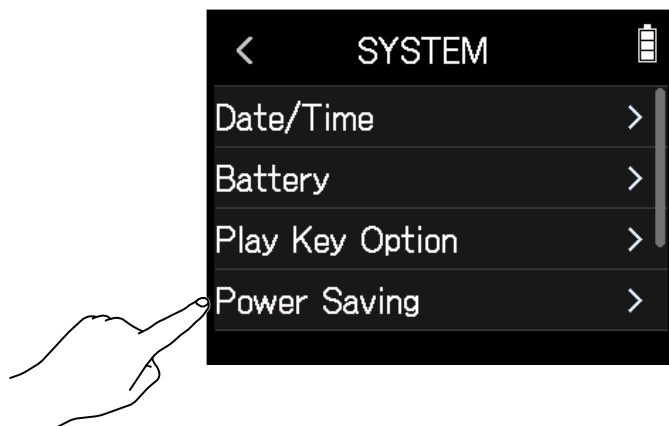 SYSTEM
Date/Time
Battery
Play Key Option
Power Saving